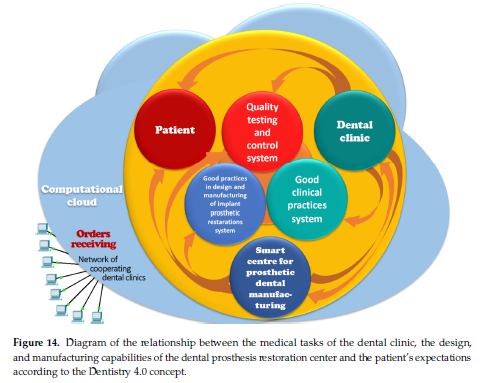 Patient
Quality
testing
and
control
system
Dental
clinic
Good practices
in design and
manufacturing
of implant
prosthetic
restarations
system
Good
clinical
practices
system
Computational
cloud
Orders
receiving
Network of
cooperating
dental clinics
Smart
centre for
prosthetic
dental
manufac-
turing
Figure 14. Diagram of the relationship between the medical tasks of the dental clinic, the design,
and manufacturing capabilities of the dental prosthesis restoration center and the patient's expectations
according to the Dentistry 4.0 concept.